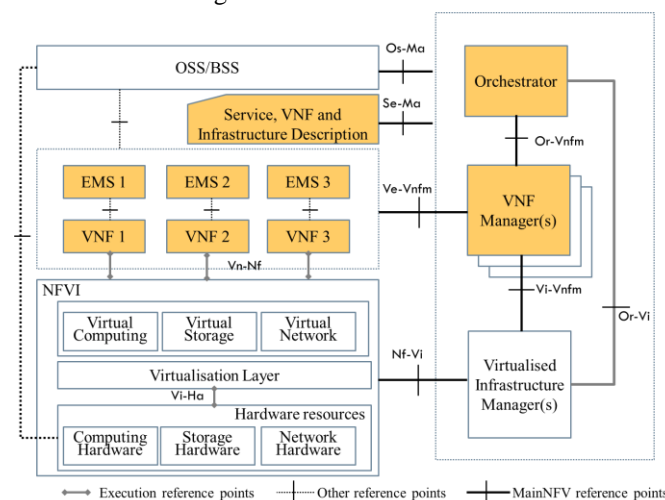 Os-Ma
OSS/BSS
Orchestrator
Se-Ma
Service, VNF and
Infrastructure Description
Or-Vnfm
EMS 1
EMS 2
EMS 3
Ve-Vnfm
VNF
Manager(s)
VNF 1
VNF 2
VNF 3
Vn-Nf
NFVI
Vi-Vnfm
Virtual
Computing
Virtual
Storage
Virtual
Network
Or-Vi
Nf-Vi
Virtualisation Layer
Virtualised
Infrastructure
Manager(s)
Vi-Ha
Hardware resources
Computing
Hardware
Storage
Hardware
Network
Hardware
Execution reference points
Other reference points
MainNFV reference points